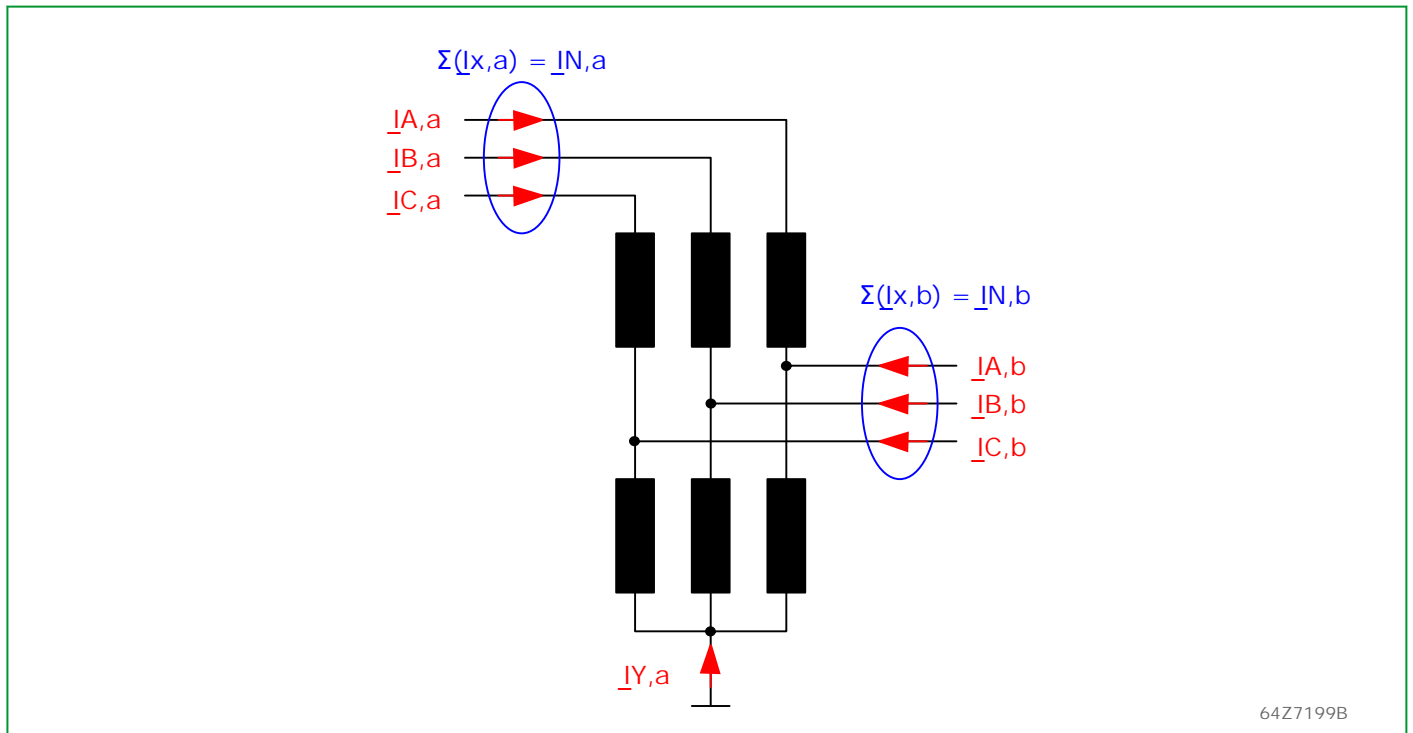 Σ(Ix,a) = IN,a
IA,a
IB,a
IC,a
Σ(Ix,b) = IN,b
IA,b
IB,b
IC,b
IY,a
64Z7199B